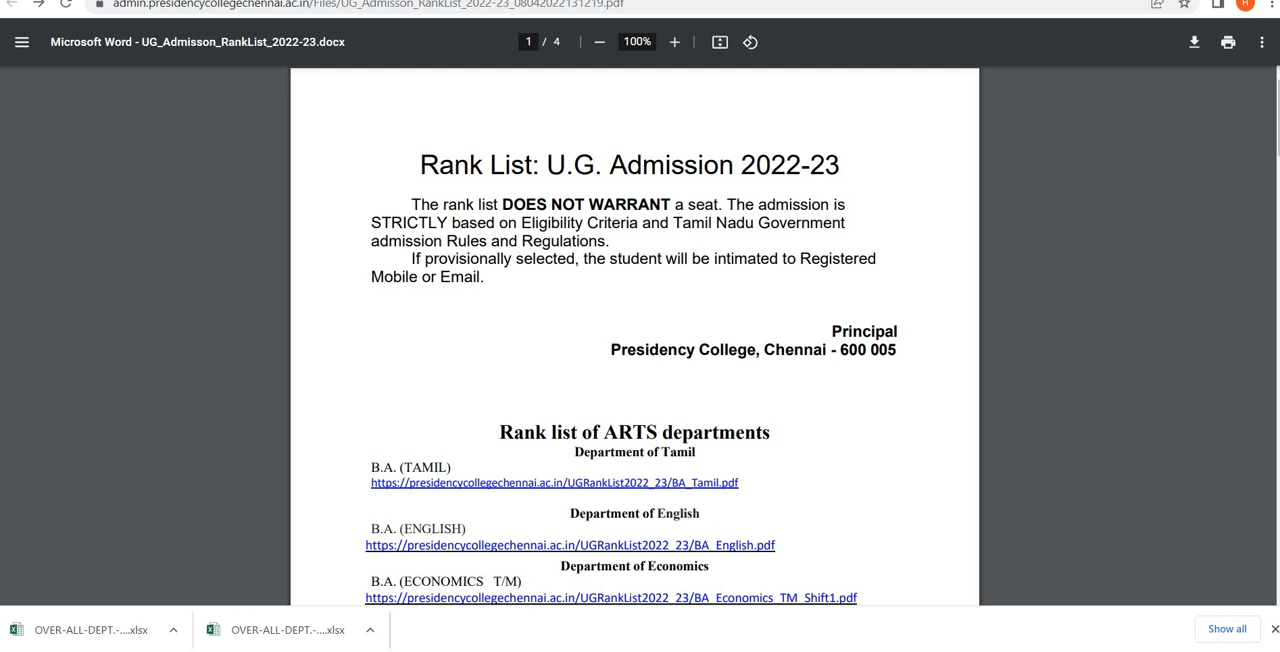 admin.presidencycollegechennai.ac.in/Files/UG_Admisson_RankList_2022-23_08042022131219.pdf
H
Microsoft Word - UG_Admisson_RankList_2022-23.docx
1 / 4
100%
Rank List: U.G. Admission 2022-23
The rank list DOES NOT WARRANT a seat. The admission is
STRICTLY based on Eligibility Criteria and Tamil Nadu Government
admission Rules and Regulations.
If provisionally selected, the student will be intimated to Registered
Mobile or Email.
Principal
Presidency College, Chennai - 600 005
Rank list of ARTS departments
Department of Tamil
B.A. (TAMIL)
https://presidencycollegechennai.ac.in/UGRankList2022_23/BA_Tamil.pdf
Department of English
B.A. (ENGLISH)
https://presidencycollegechennai.ac.in/UGRankList2022_23/BA_English.pdf
Department of Economics
B.A. (ECONOMICS T/M)
https://presidencycollegechennai.ac.in/UGRankList2022_23/BA_Economics_TM_Shift1.pdf
OVER-ALL-DEPT.-....xlsx
OVER-ALL-DEPT.-....xlsx
Show all